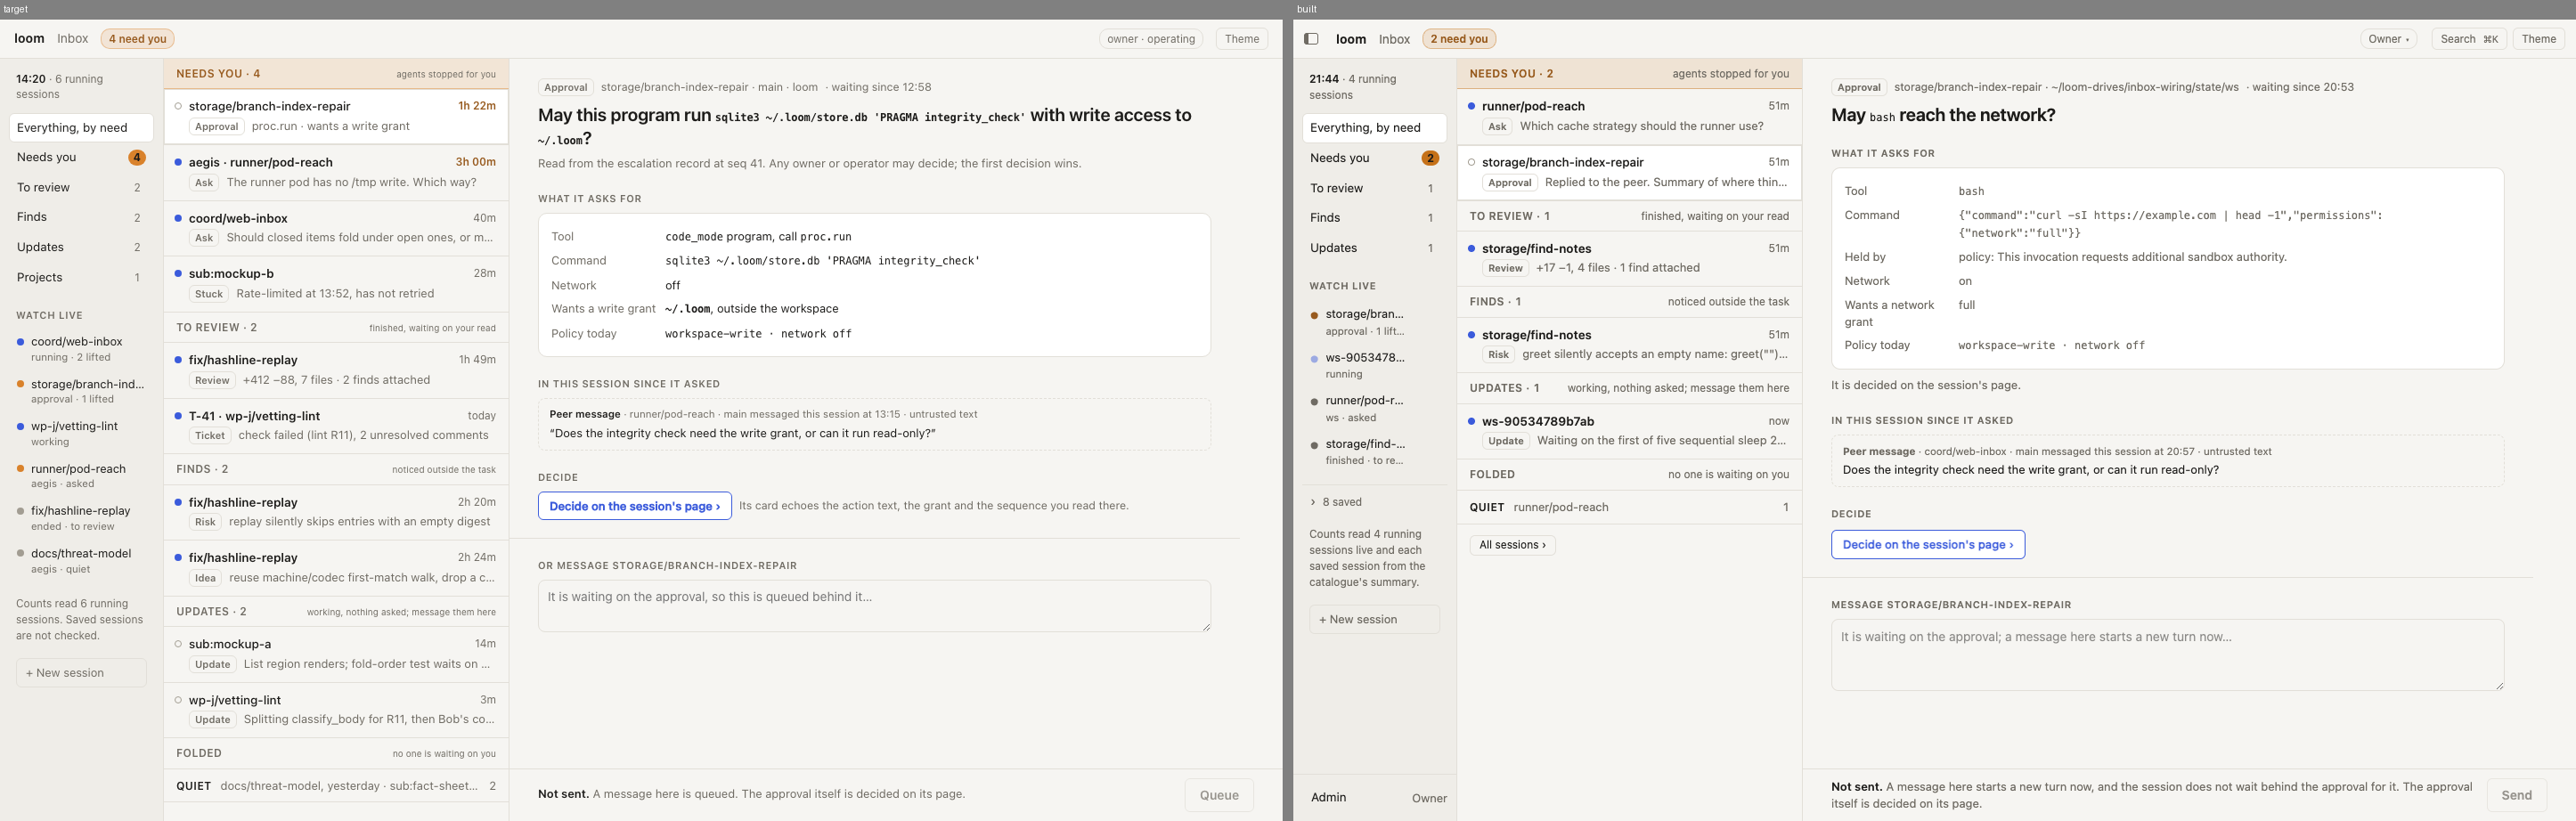 target
loom Inbox 4 need you owner · operating Theme
14:20 · 6 running
sessions
Everything, by need
Needs you 4
To review 2
Finds 2
Updates 2
Projects 1
WATCH LIVE
coord/web-inbox
running · 2 lifted
storage/branch-ind…
approval · 1 lifted
wp-j/vetting-lint
working
runner/pod-reach
aegis · asked
fix/hashline-replay
ended · to review
docs/threat-model
aegis · quiet
Counts read 6 running
sessions. Saved sessions
are not checked.
+ New session
NEEDS YOU · 4 agents stopped for you
storage/branch-index-repair 1h 22m
Approval proc.run · wants a write grant
aegis · runner/pod-reach 3h 00m
Ask The runner pod has no /tmp write. Which way?
coord/web-inbox 40m
Ask Should closed items fold under open ones, or m…
sub:mockup-b 28m
Stuck Rate-limited at 13:52, has not retried
TO REVIEW · 2 finished, waiting on your read
fix/hashline-replay 1h 49m
Review +412 −88, 7 files · 2 finds attached
T-41 · wp-j/vetting-lint today
Ticket check failed (lint R11), 2 unresolved comments
FINDS · 2 noticed outside the task
fix/hashline-replay 2h 20m
Risk replay silently skips entries with an empty digest
fix/hashline-replay 2h 24m
Idea reuse machine/codec first-match walk, drop a c…
UPDATES · 2 working, nothing asked; message them here
sub:mockup-a 14m
Update List region renders; fold-order test waits on …
wp-j/vetting-lint 3m
Update Splitting classify_body for R11, then Bob's co…
FOLDED no one is waiting on you
QUIET docs/threat-model, yesterday · sub:fact-sheet… 2
Approval storage/branch-index-repair · main · loom · waiting since 12:58
May this program run sqlite3 ~/.loom/store.db 'PRAGMA integrity_check' with write access to
~/.loom?
Read from the escalation record at seq 41. Any owner or operator may decide; the first decision wins.
WHAT IT ASKS FOR
Tool code_mode program, call proc.run
Command sqlite3 ~/.loom/store.db 'PRAGMA integrity_check'
Network off
Wants a write grant ~/.loom, outside the workspace
Policy today workspace-write · network off
IN THIS SESSION SINCE IT ASKED
Peer message · runner/pod-reach · main messaged this session at 13:15 · untrusted text
“Does the integrity check need the write grant, or can it run read-only?”
DECIDE
Decide on the session's page › Its card echoes the action text, the grant and the sequence you read there.
OR MESSAGE STORAGE/BRANCH-INDEX-REPAIR
It is waiting on the approval, so this is queued behind it…
Not sent. A message here is queued. The approval itself is decided on its page. Queue
built
loom Inbox 2 need you Owner · Search ⌘K Theme
21:44 · 4 running
sessions
Everything, by need
Needs you 2
To review 1
Finds 1
Updates 1
WATCH LIVE
storage/bran…
approval · 1 lift…
ws-9053478…
running
runner/pod-r…
ws · asked
storage/find-…
finished · to re…
› 8 saved
Counts read 4 running
sessions live and each
saved session from the
catalogue's summary.
+ New session
Admin Owner
NEEDS YOU · 2 agents stopped for you
runner/pod-reach 51m
Ask Which cache strategy should the runner use?
storage/branch-index-repair 51m
Approval Replied to the peer. Summary of where thin…
TO REVIEW · 1 finished, waiting on your read
storage/find-notes 51m
Review +17 −1, 4 files · 1 find attached
FINDS · 1 noticed outside the task
storage/find-notes 51m
Risk greet silently accepts an empty name: greet("")…
UPDATES · 1 working, nothing asked; message them here
ws-90534789b7ab now
Update Waiting on the first of five sequential sleep 2…
FOLDED no one is waiting on you
QUIET runner/pod-reach 1
All sessions ›
Approval storage/branch-index-repair · ~/loom-drives/inbox-wiring/state/ws · waiting since 20:53
May bash reach the network?
WHAT IT ASKS FOR
Tool bash
Command {"command":"curl -sI https://example.com | head -1","permissions":
{"network":"full"}}
Held by policy: This invocation requests additional sandbox authority.
Network on
Wants a network full
grant
Policy today workspace-write · network off
It is decided on the session's page.
IN THIS SESSION SINCE IT ASKED
Peer message · coord/web-inbox · main messaged this session at 20:57 · untrusted text
Does the integrity check need the write grant, or can it run read-only?
DECIDE
Decide on the session's page ›
MESSAGE STORAGE/BRANCH-INDEX-REPAIR
It is waiting on the approval; a message here starts a new turn now…
Not sent. A message here starts a new turn now, and the session does not wait behind the approval for it. The approval
itself is decided on its page.
Send